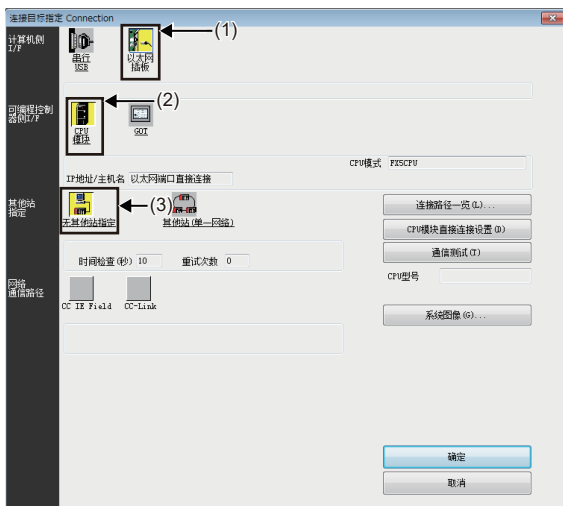 连接目标指定 Connection
计算机侧
I/F
串行
USB
以太网
插板
(1)
可编程控制
器侧I/F
CPU
模块
GOT
(2)
CPU模式 FX5CPU
IP地址/主机名 以太网端口直接连接
其他站
指定
无其他站指定
(3)
其他站(单一网络)
连接路径一览(L)...
CPU模块直接连接设置(D)
通信测试(T)
时间检查(秒) 10 重试次数 0
CPU型号
网络
通信路径
CC IE Field CC-Link
系统图像(G)...
确定
取消